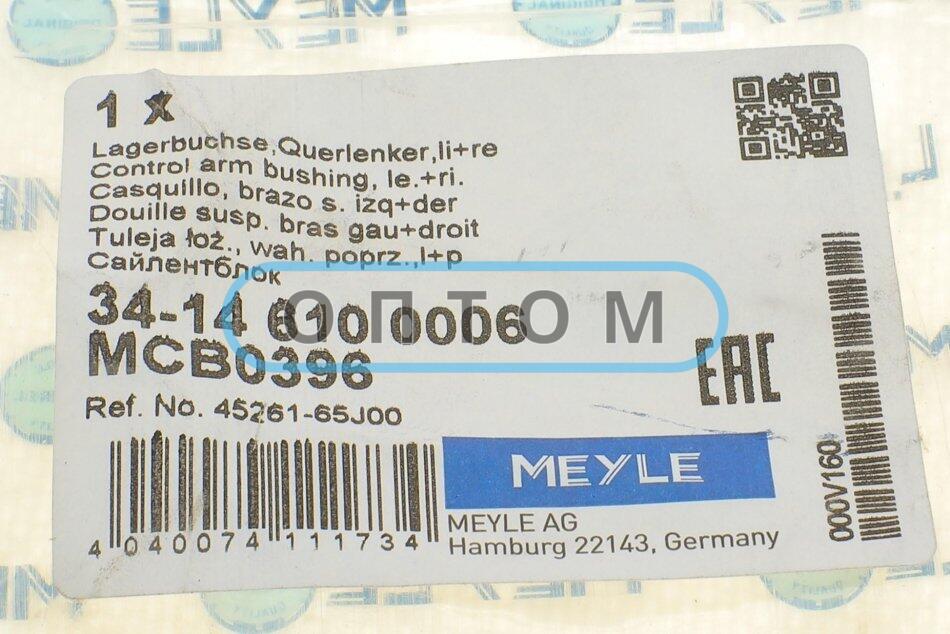 1 x
Lagerbuchse,Querlenker,li+re
Control arm bushing, le.+ri.
Casquillo, brazo s. izq+der
Douille susp. bras gau+droit
Tuleja łoż., wah. poprz.,l+p
Сайлентблок
34-14 610 0006
ОПТОМ
MCB0396
EAC
Ref. No. 45261-65J00
4 040074 111734
MEYLE
MEYLE AG
Hamburg 22143, Germany
000V160